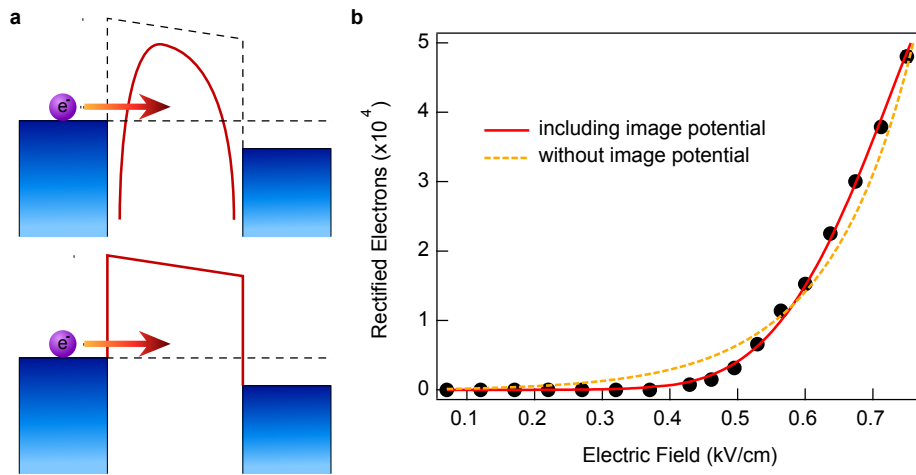 a
e-
e-
b
Rectified Electrons (x10 4)
5
4
3
2
1
0
including image potential
without image potential
0.1 0.2 0.3 0.4 0.5 0.6 0.7
Electric Field (kV/cm)